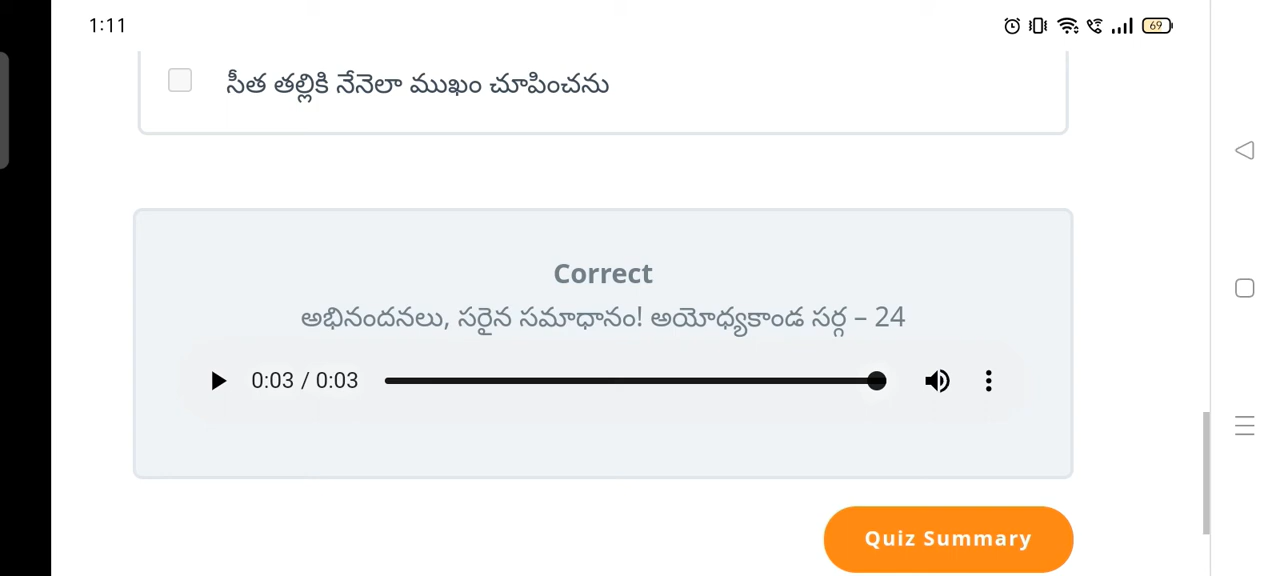 1:11
69
సీత తల్లికి నేనెలా ముఖం చూపించను
Correct
అభినందనలు, సరైన సమాధానం! అయోధ్యకాండ సర్గ – 24
0:03 / 0:03
Quiz Summary